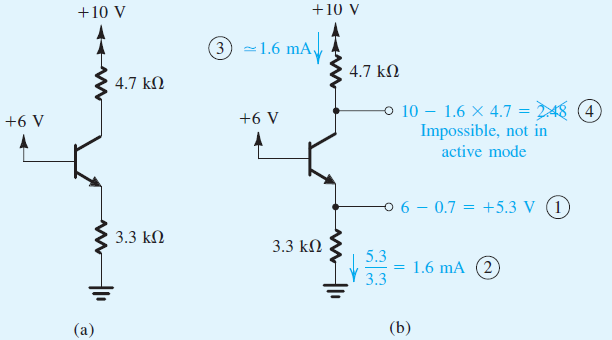 +10 V
4.7 kΩ
+6 V
3.3 kΩ
(a)
+10 V
③ ≃1.6 mA
4.7 kΩ
10 − 1.6 × 4.7 = 2.48 ④
Impossible, not in
active mode
+6 V
6 − 0.7 = +5.3 V ①
3.3 kΩ
5.3
3.3
= 1.6 mA ②
(b)